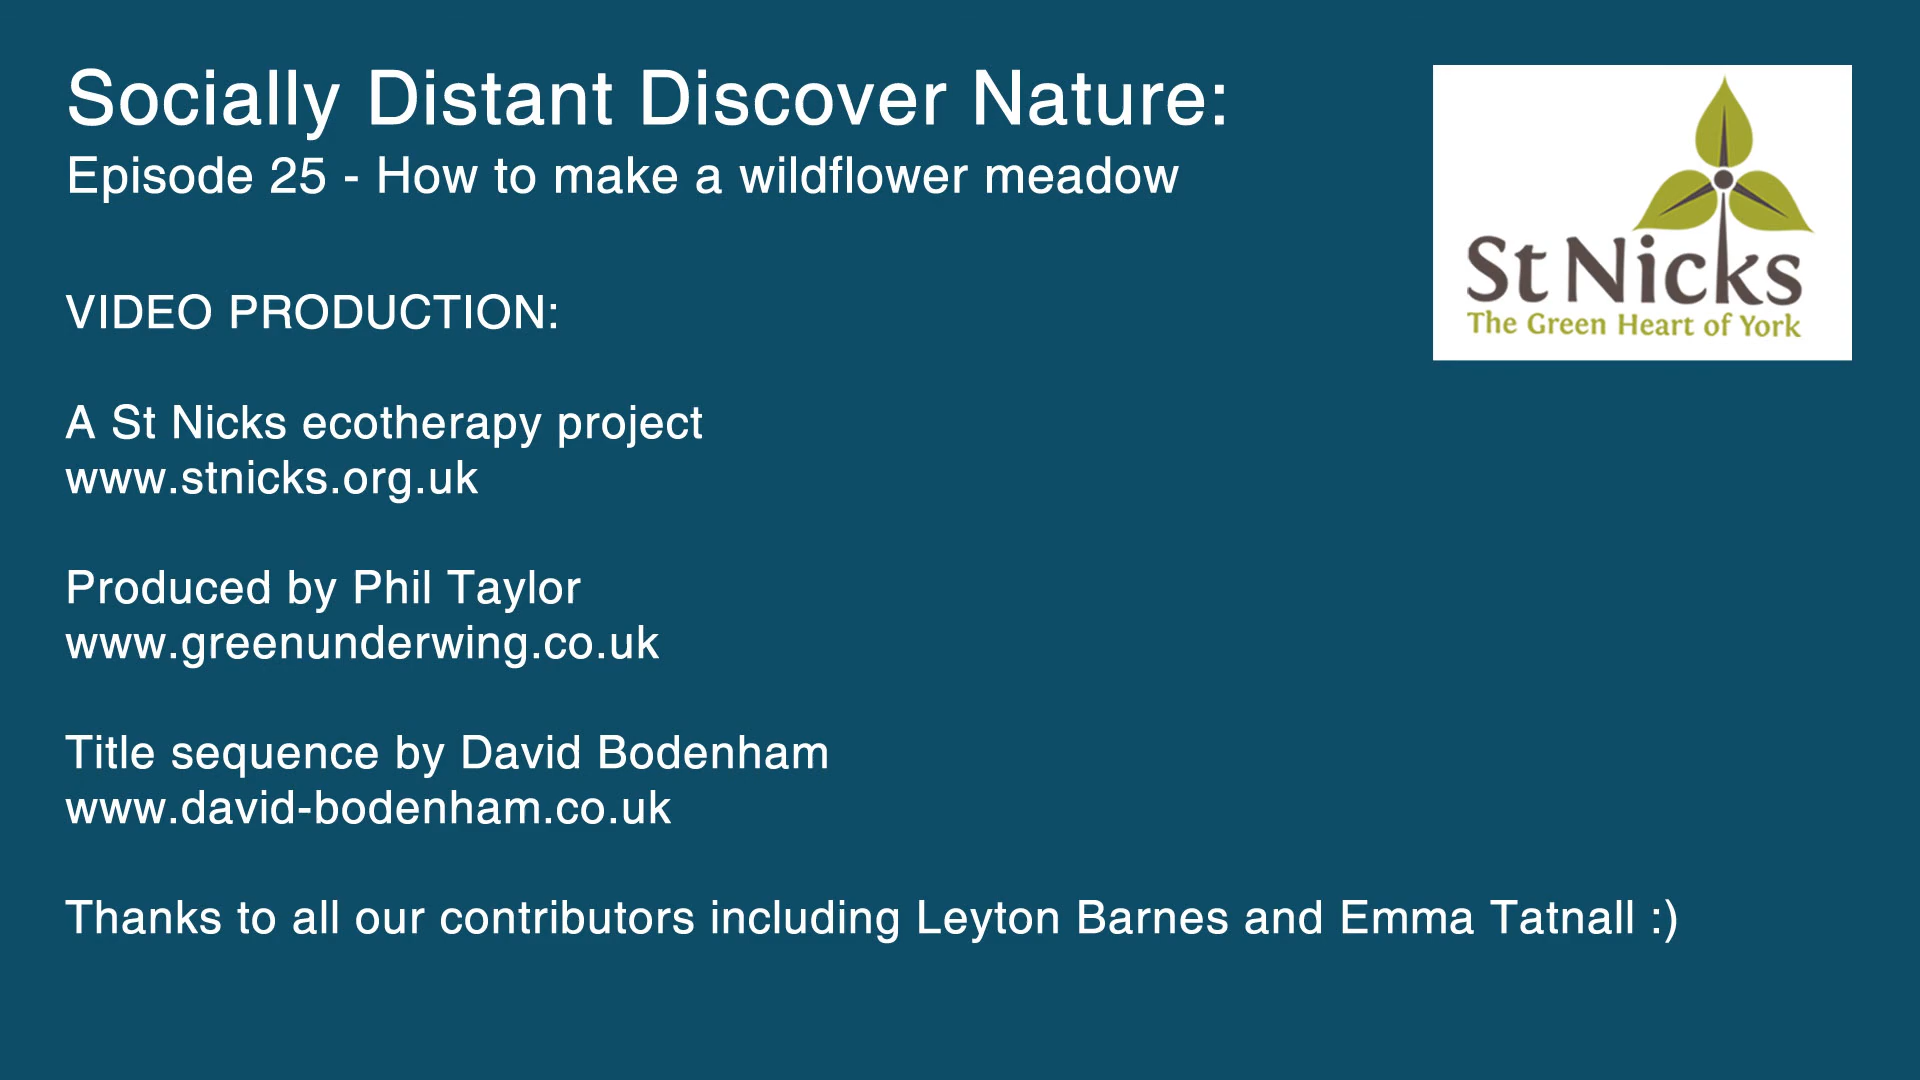 Socially Distant Discover Nature:
Episode 25 - How to make a wildflower meadow
St Nicks
The Green Heart of York
VIDEO PRODUCTION:
A St Nicks ecotherapy project
www.stnicks.org.uk
Produced by Phil Taylor
www.greenunderwing.co.uk
Title sequence by David Bodenham
www.david-bodenham.co.uk
Thanks to all our contributors including Leyton Barnes and Emma Tatnall :)